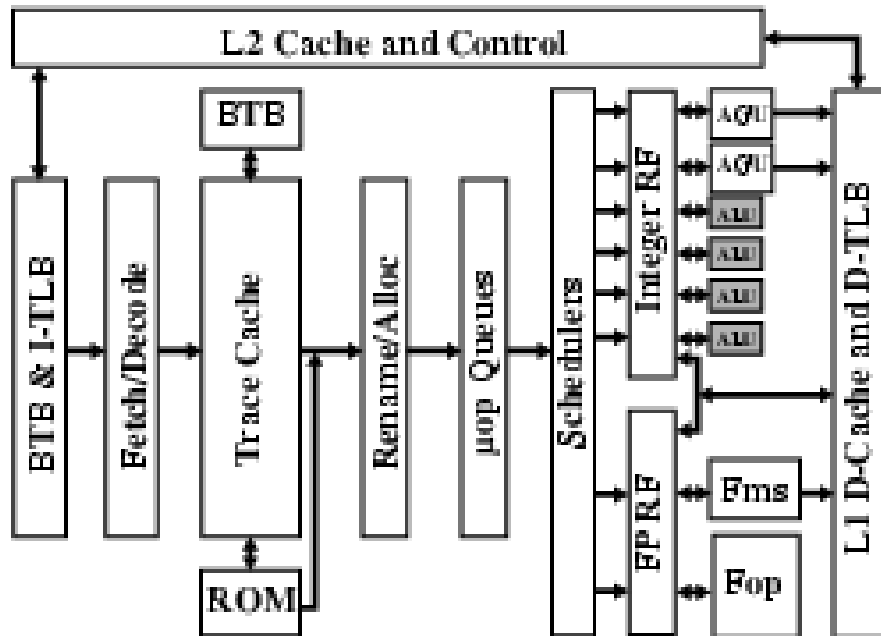 L2 Cache and Control
BTB
BTB & I-TLB
Fetch/Decode
Trace Cache
ROM
Rename/Alloc
μop Queues
Schedulers
Integer RF
FP RF
AGU
AGU
ALU
ALU
ALU
ALU
Fms
Fop
L1 D-Cache and D-TLB